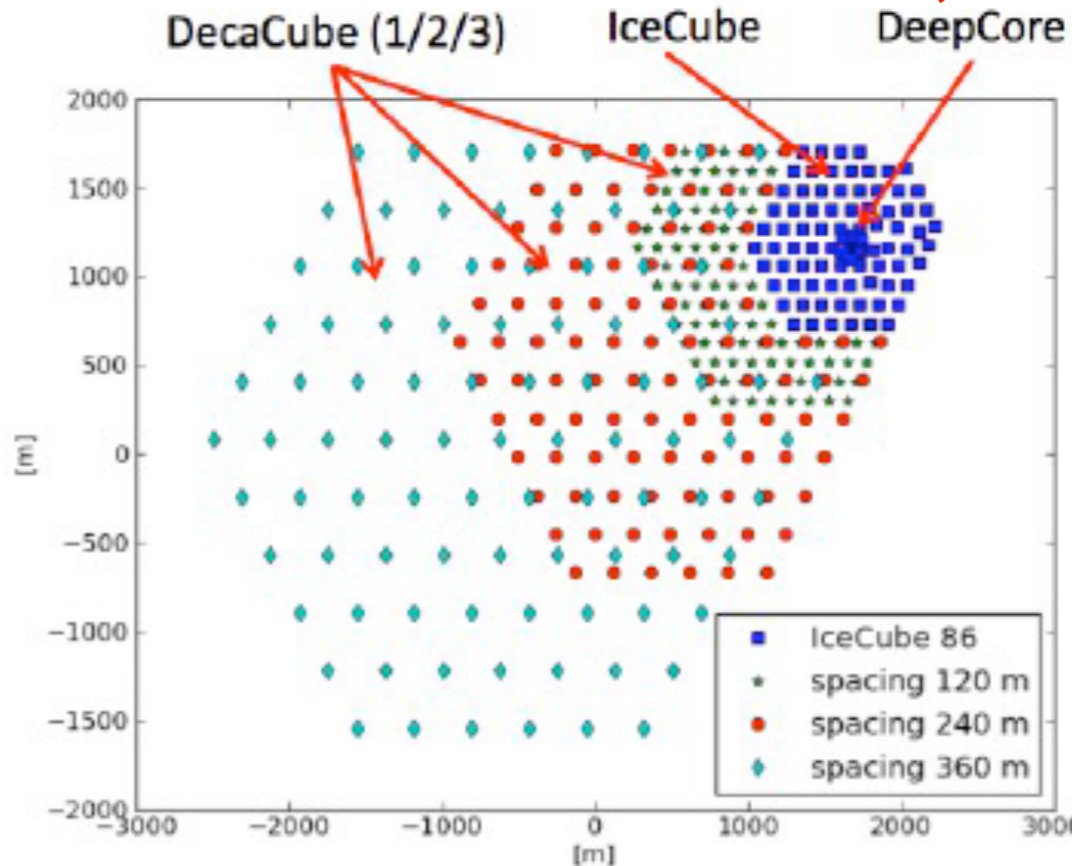 DecaCube (1/2/3) IceCube DeepCore
2000
1500
1000
500
0
−500
−1000
−1500
−2000
[m]
−3000 −2000 −1000 0 1000 2000 3000
[m]
IceCube 86
spacing 120 m
spacing 240 m
spacing 360 m